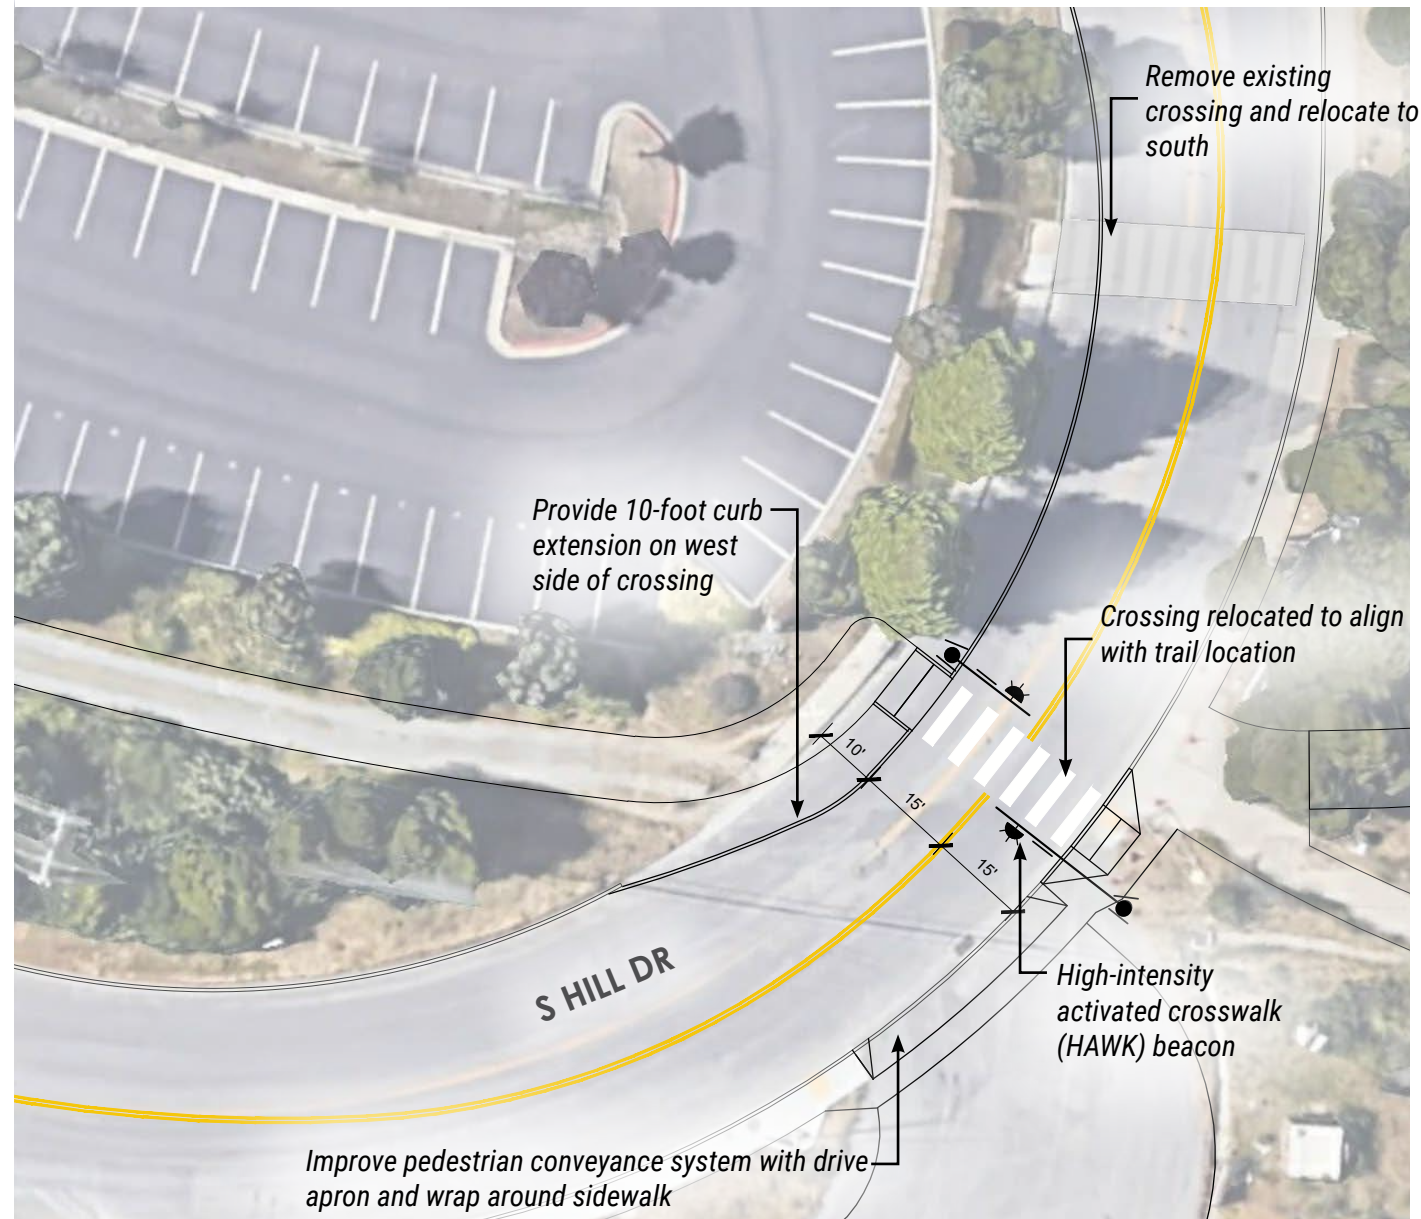 Remove existing
crossing and relocate to
south
Provide 10-foot curb
extension on west
side of crossing
Crossing relocated to align
with trail location
10'
15'
15'
S HILL DR
High-intensity
activated crosswalk
(HAWK) beacon
Improve pedestrian conveyance system with drive
apron and wrap around sidewalk